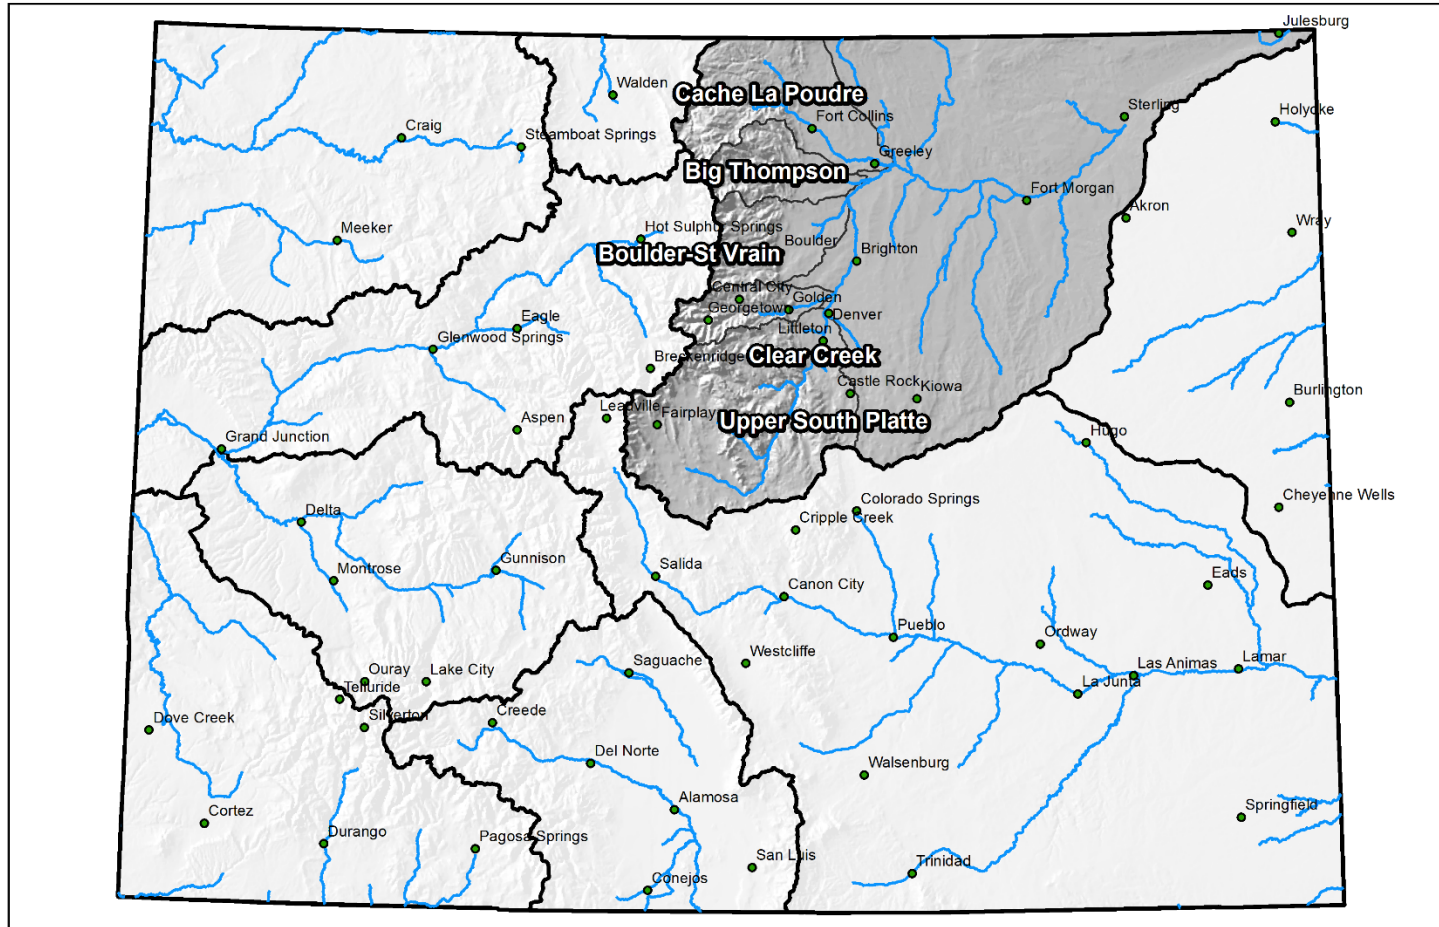 Julesburg
Walden
Cache La Poudre
Sterling
Holyoke
Craig
Fort Collins
Steamboat Springs
Greeley
Big Thompson
Fort Morgan
Akron
Wray
Meeker
Hot Sulphur Springs
Boulder
Brighton
Boulder-St Vrain
Central City
Golden
Georgetown
Denver
Eagle
Littleton
Glenwood Springs
Clear Creek
Breckenridge
Castle Rock
Kiowa
Burlington
Leadville
Aspen
Fairplay
Upper South Platte
Hugo
Grand Junction
Cheyenne Wells
Colorado Springs
Delta
Cripple Creek
Gunnison
Salida
Montrose
Canon City
Eads
Pueblo
Ordway
Westcliffe
Saguache
Las Animas
Lamar
Ouray
Lake City
La Junta
Telluride
Silverton
Creede
Dove Creek
Del Norte
Walsenburg
Alamosa
Springfield
Cortez
Durango
Pagosa Springs
San Luis
Trinidad
Conejos